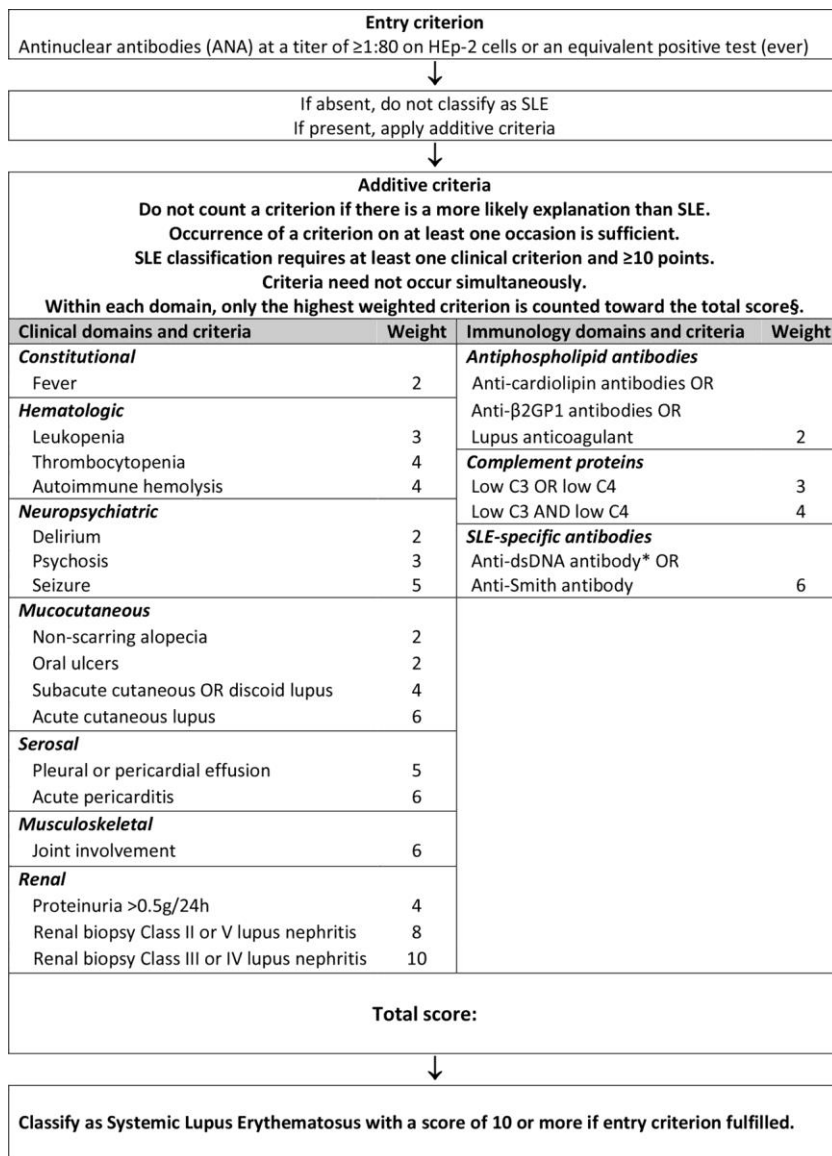 Entry criterion
Antinuclear antibodies (ANA) at a titer of ≥1:80 on HEp-2 cells or an equivalent positive test (ever)
↓
If absent, do not classify as SLE
If present, apply additive criteria
↓
Additive criteria
Do not count a criterion if there is a more likely explanation than SLE.
Occurrence of a criterion on at least one occasion is sufficient.
SLE classification requires at least one clinical criterion and ≥10 points.
Criteria need not occur simultaneously.
Within each domain, only the highest weighted criterion is counted toward the total score§.
Clinical domains and criteria Weight Immunology domains and criteria Weight
Constitutional Antiphospholipid antibodies
Fever 2 Anti-cardiolipin antibodies OR
Hematologic Anti-β2GP1 antibodies OR
Leukopenia 3 Lupus anticoagulant 2
Thrombocytopenia 4 Complement proteins
Autoimmune hemolysis 4 Low C3 OR low C4 3
Neuropsychiatric Low C3 AND low C4 4
Delirium 2 SLE-specific antibodies
Psychosis 3 Anti-dsDNA antibody* OR
Seizure 5 Anti-Smith antibody 6
Mucocutaneous
Non-scarring alopecia 2
Oral ulcers 2
Subacute cutaneous OR discoid lupus 4
Acute cutaneous lupus 6
Serosal
Pleural or pericardial effusion 5
Acute pericarditis 6
Musculoskeletal
Joint involvement 6
Renal
Proteinuria >0.5g/24h 4
Renal biopsy Class II or V lupus nephritis 8
Renal biopsy Class III or IV lupus nephritis 10
Total score:
↓
Classify as Systemic Lupus Erythematosus with a score of 10 or more if entry criterion fulfilled.